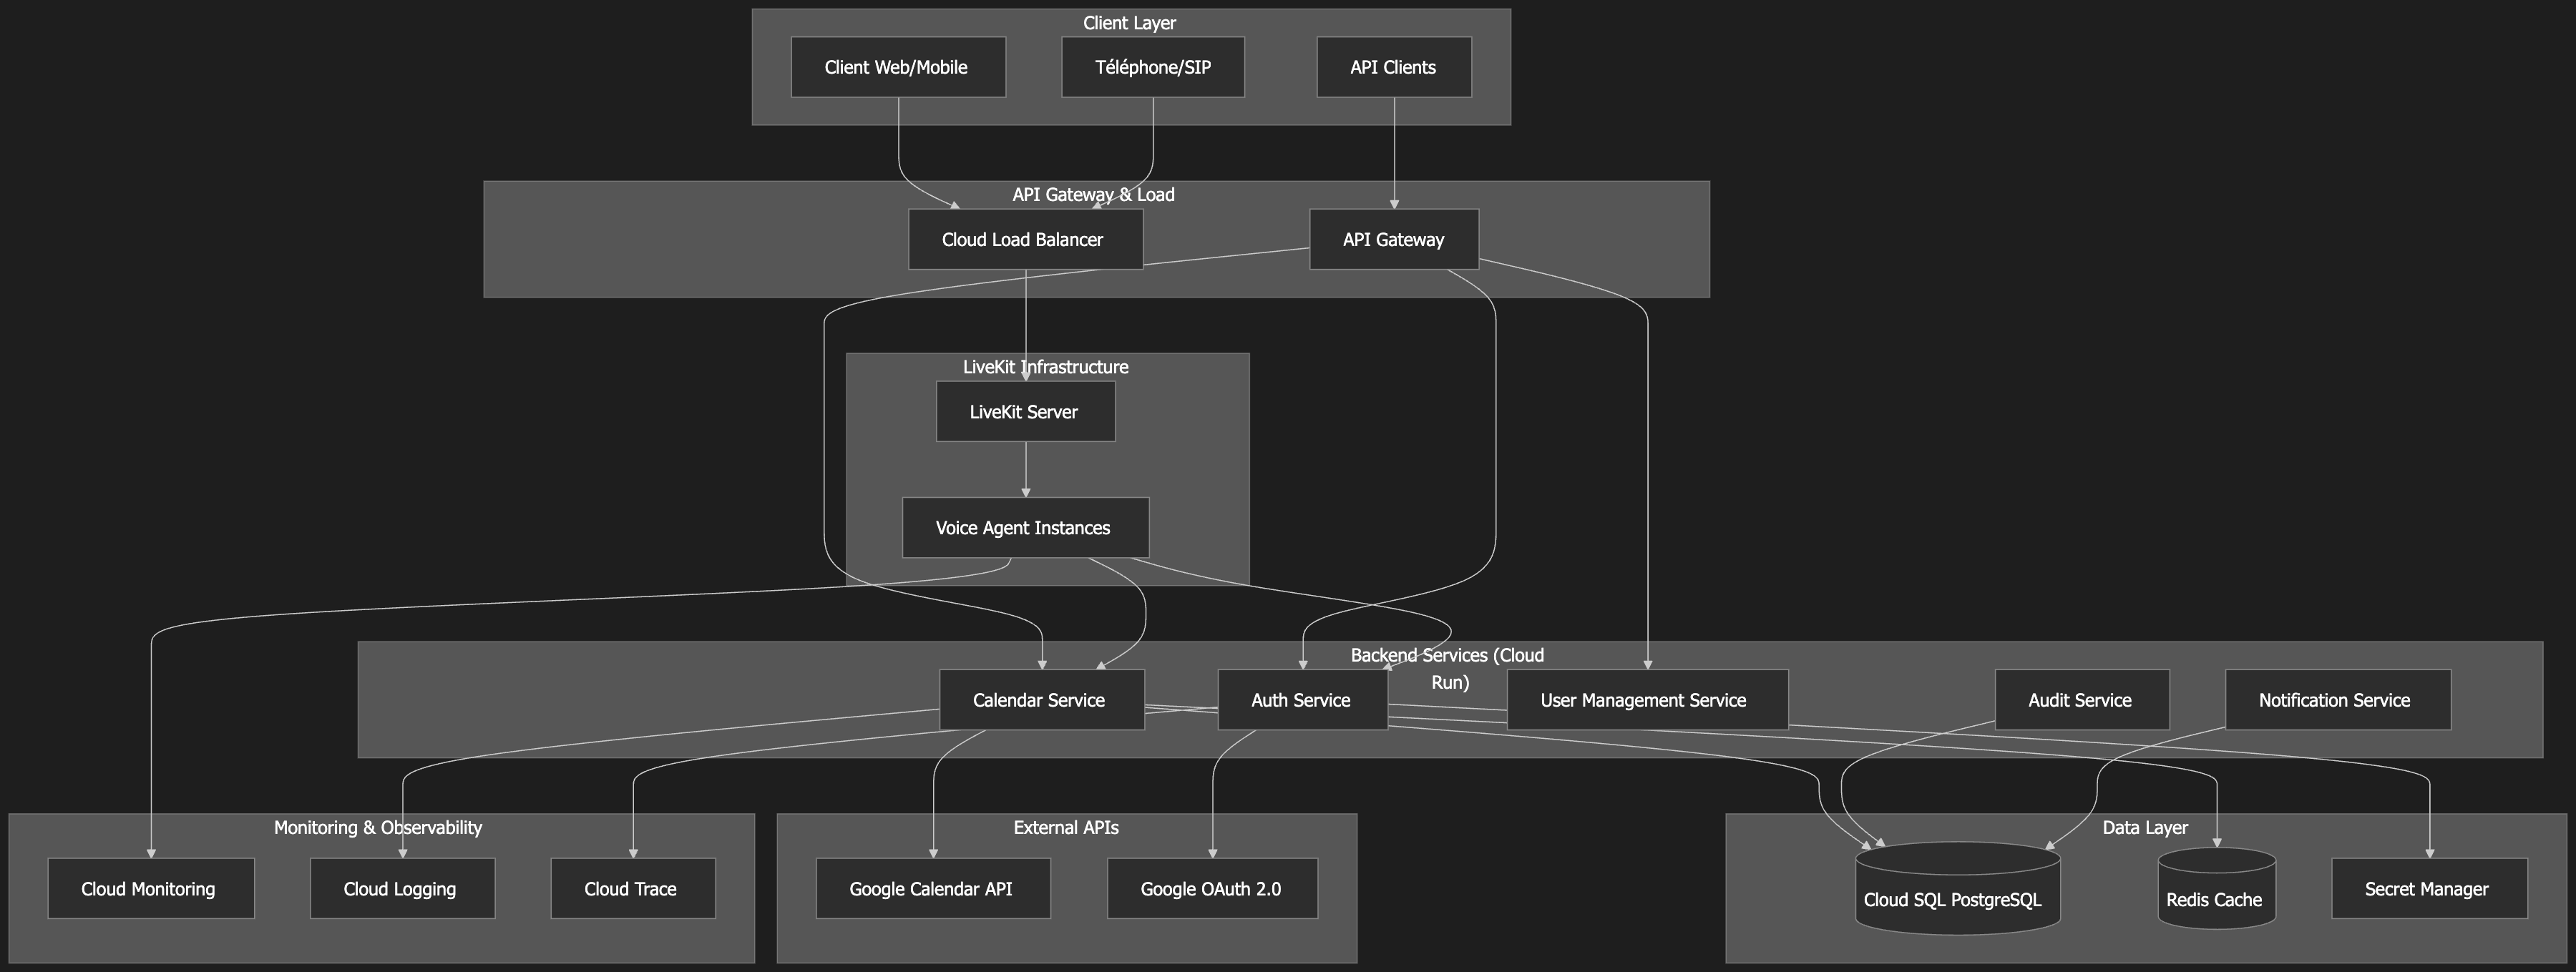 Client Layer
Client Web/Mobile
Téléphone/SIP
API Clients
API Gateway & Load
Cloud Load Balancer
API Gateway
LiveKit Infrastructure
LiveKit Server
Voice Agent Instances
Backend Services (Cloud
Run)
Calendar Service
Auth Service
User Management Service
Audit Service
Notification Service
Monitoring & Observability
Cloud Monitoring
Cloud Logging
Cloud Trace
External APIs
Google Calendar API
Google OAuth 2.0
Data Layer
Cloud SQL PostgreSQL
Redis Cache
Secret Manager